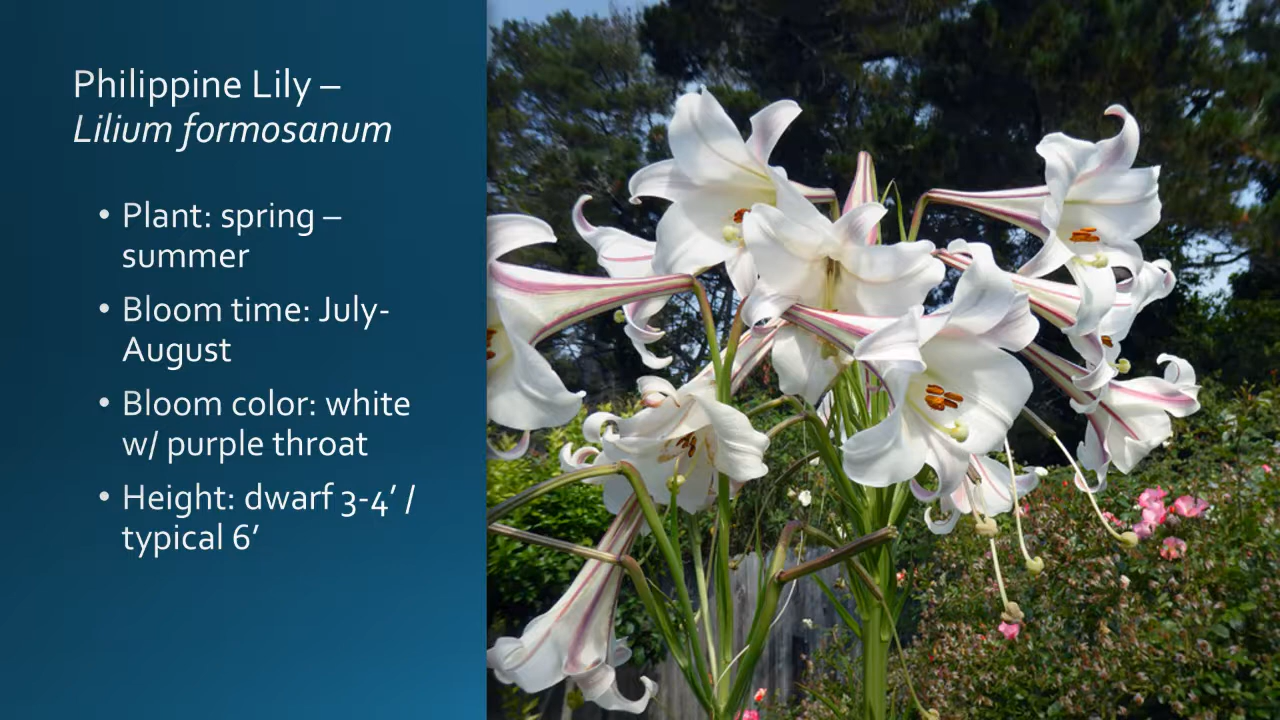 Philippine Lily –
Lilium formosanum
• Plant: spring –
summer
• Bloom time: July-
August
• Bloom color: white
w/ purple throat
• Height: dwarf 3-4’ /
typical 6’